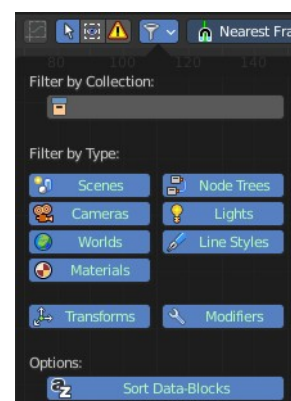 Nearest Fra
80 100 120 140
Filter by Collection:
Filter by Type:
Scenes Node Trees
Cameras Lights
Worlds Line Styles
Materials
Transforms Modifiers
Options:
az Sort Data-Blocks